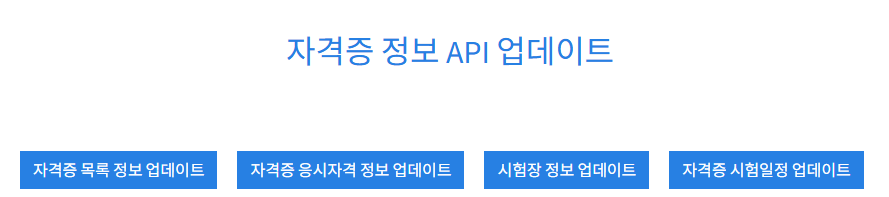 자격증 정보 API 업데이트
자격증 목록 정보 업데이트
자격증 응시자격 정보 업데이트
시험장 정보 업데이트
자격증 시험일정 업데이트